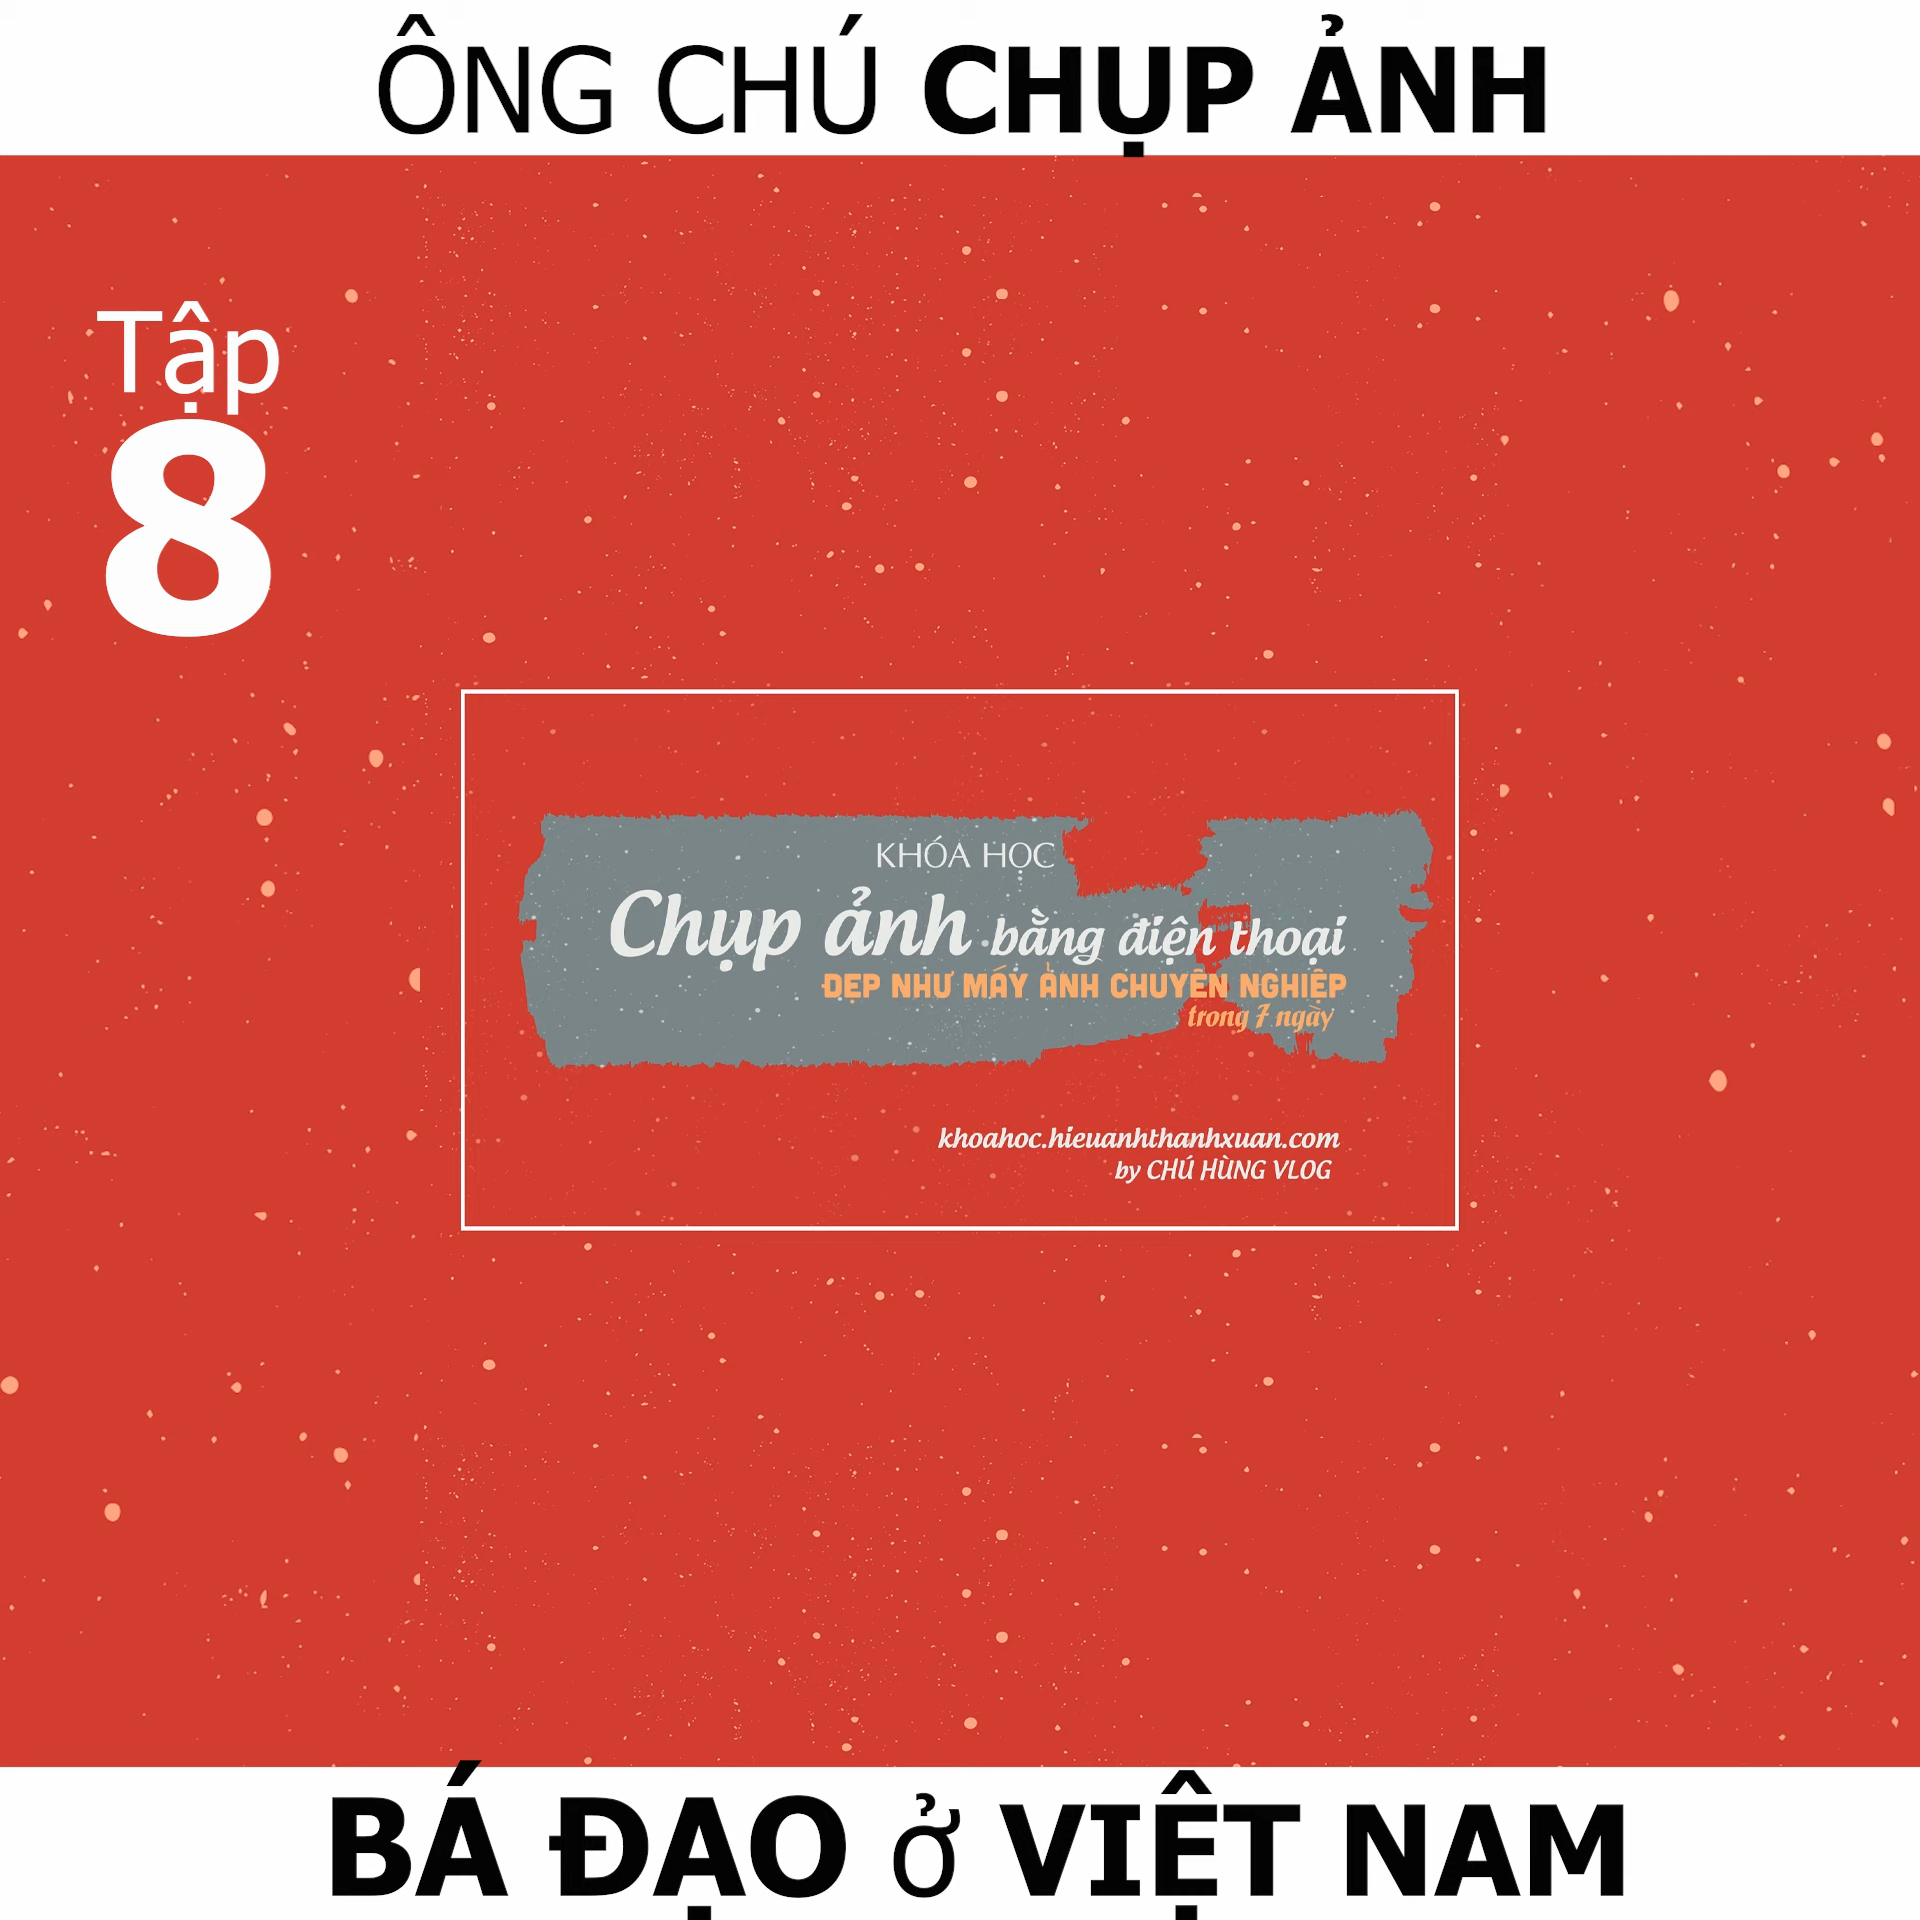 ÔNG CHÚ CHỤP ẢNH
Tập
8
KHÓA HỌC
Chụp ảnh bằng điện thoại
ĐẸP NHƯ MÁY ẢNH CHUYÊN NGHIỆP
trong 7 ngày
khoahoc.hieuanhthanhxuan.com
by CHÚ HÙNG VLOG
BÁ ĐẠO Ở VIỆT NAM